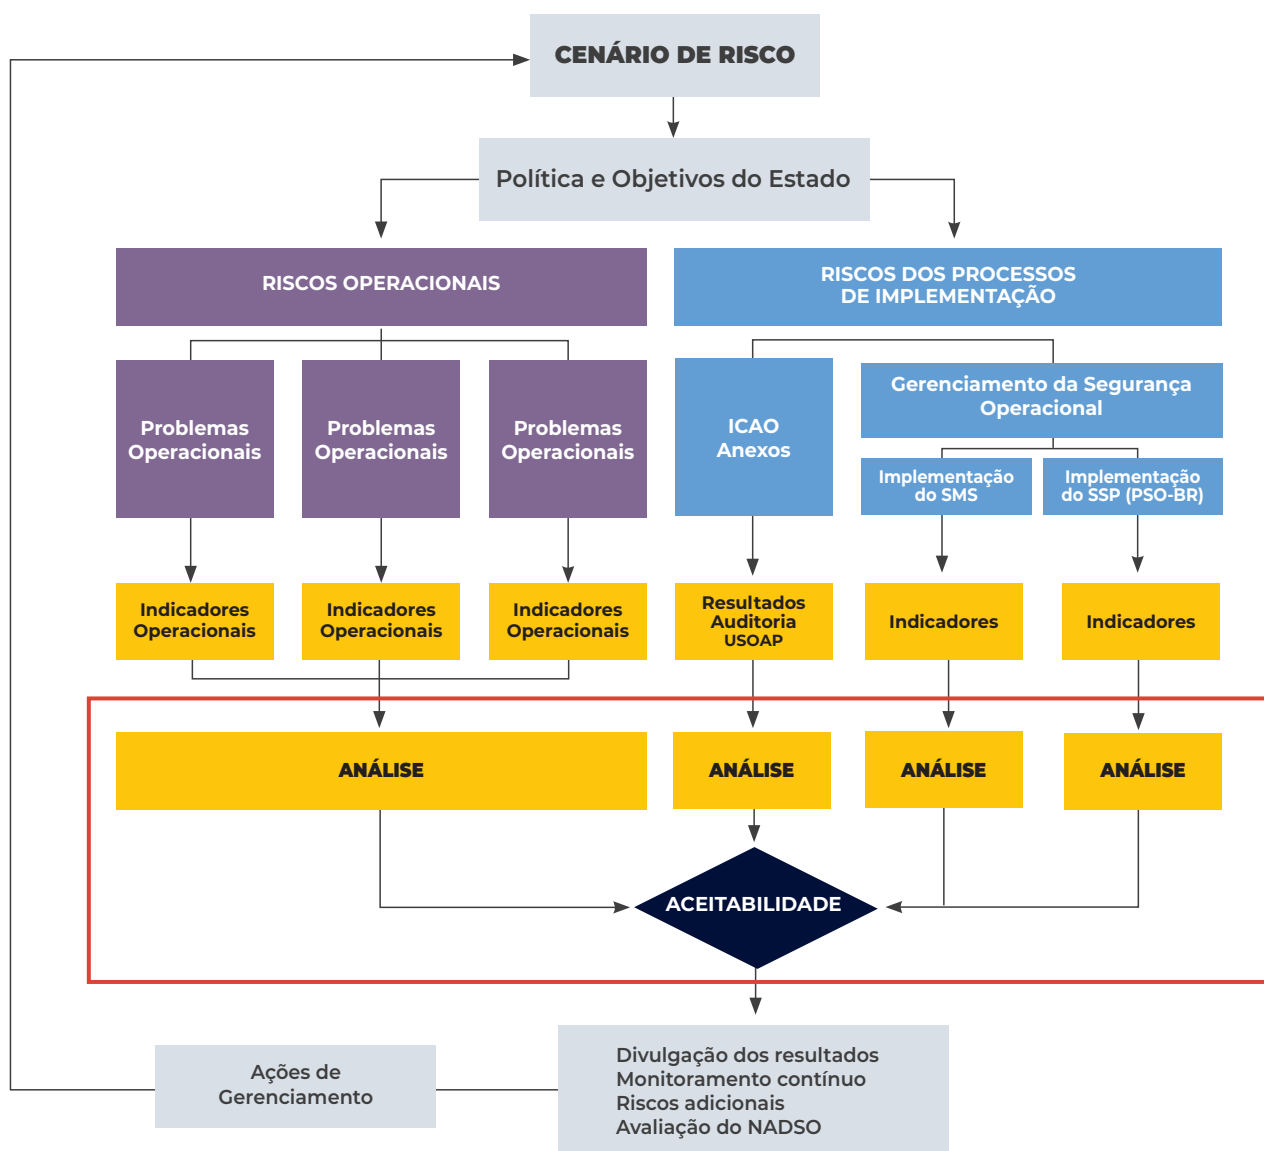 CENÁRIO DE RISCO
Política e Objetivos do Estado
RISCOS OPERACIONAIS
RISCOS DOS PROCESSOS
DE IMPLEMENTAÇÃO
Problemas
Operacionais
Problemas
Operacionais
Problemas
Operacionais
ICAO
Anexos
Gerenciamento da Segurança
Operacional
Implementação
do SMS
Implementação
do SSP (PSO-BR)
Indicadores
Operacionais
Indicadores
Operacionais
Indicadores
Operacionais
Resultados
Auditoria
USOAP
Indicadores
Indicadores
ANÁLISE
ANÁLISE
ANÁLISE
ANÁLISE
ACEITABILIDADE
Ações de
Gerenciamento
Divulgação dos resultados
Monitoramento contínuo
Riscos adicionais
Avaliação do NADSO